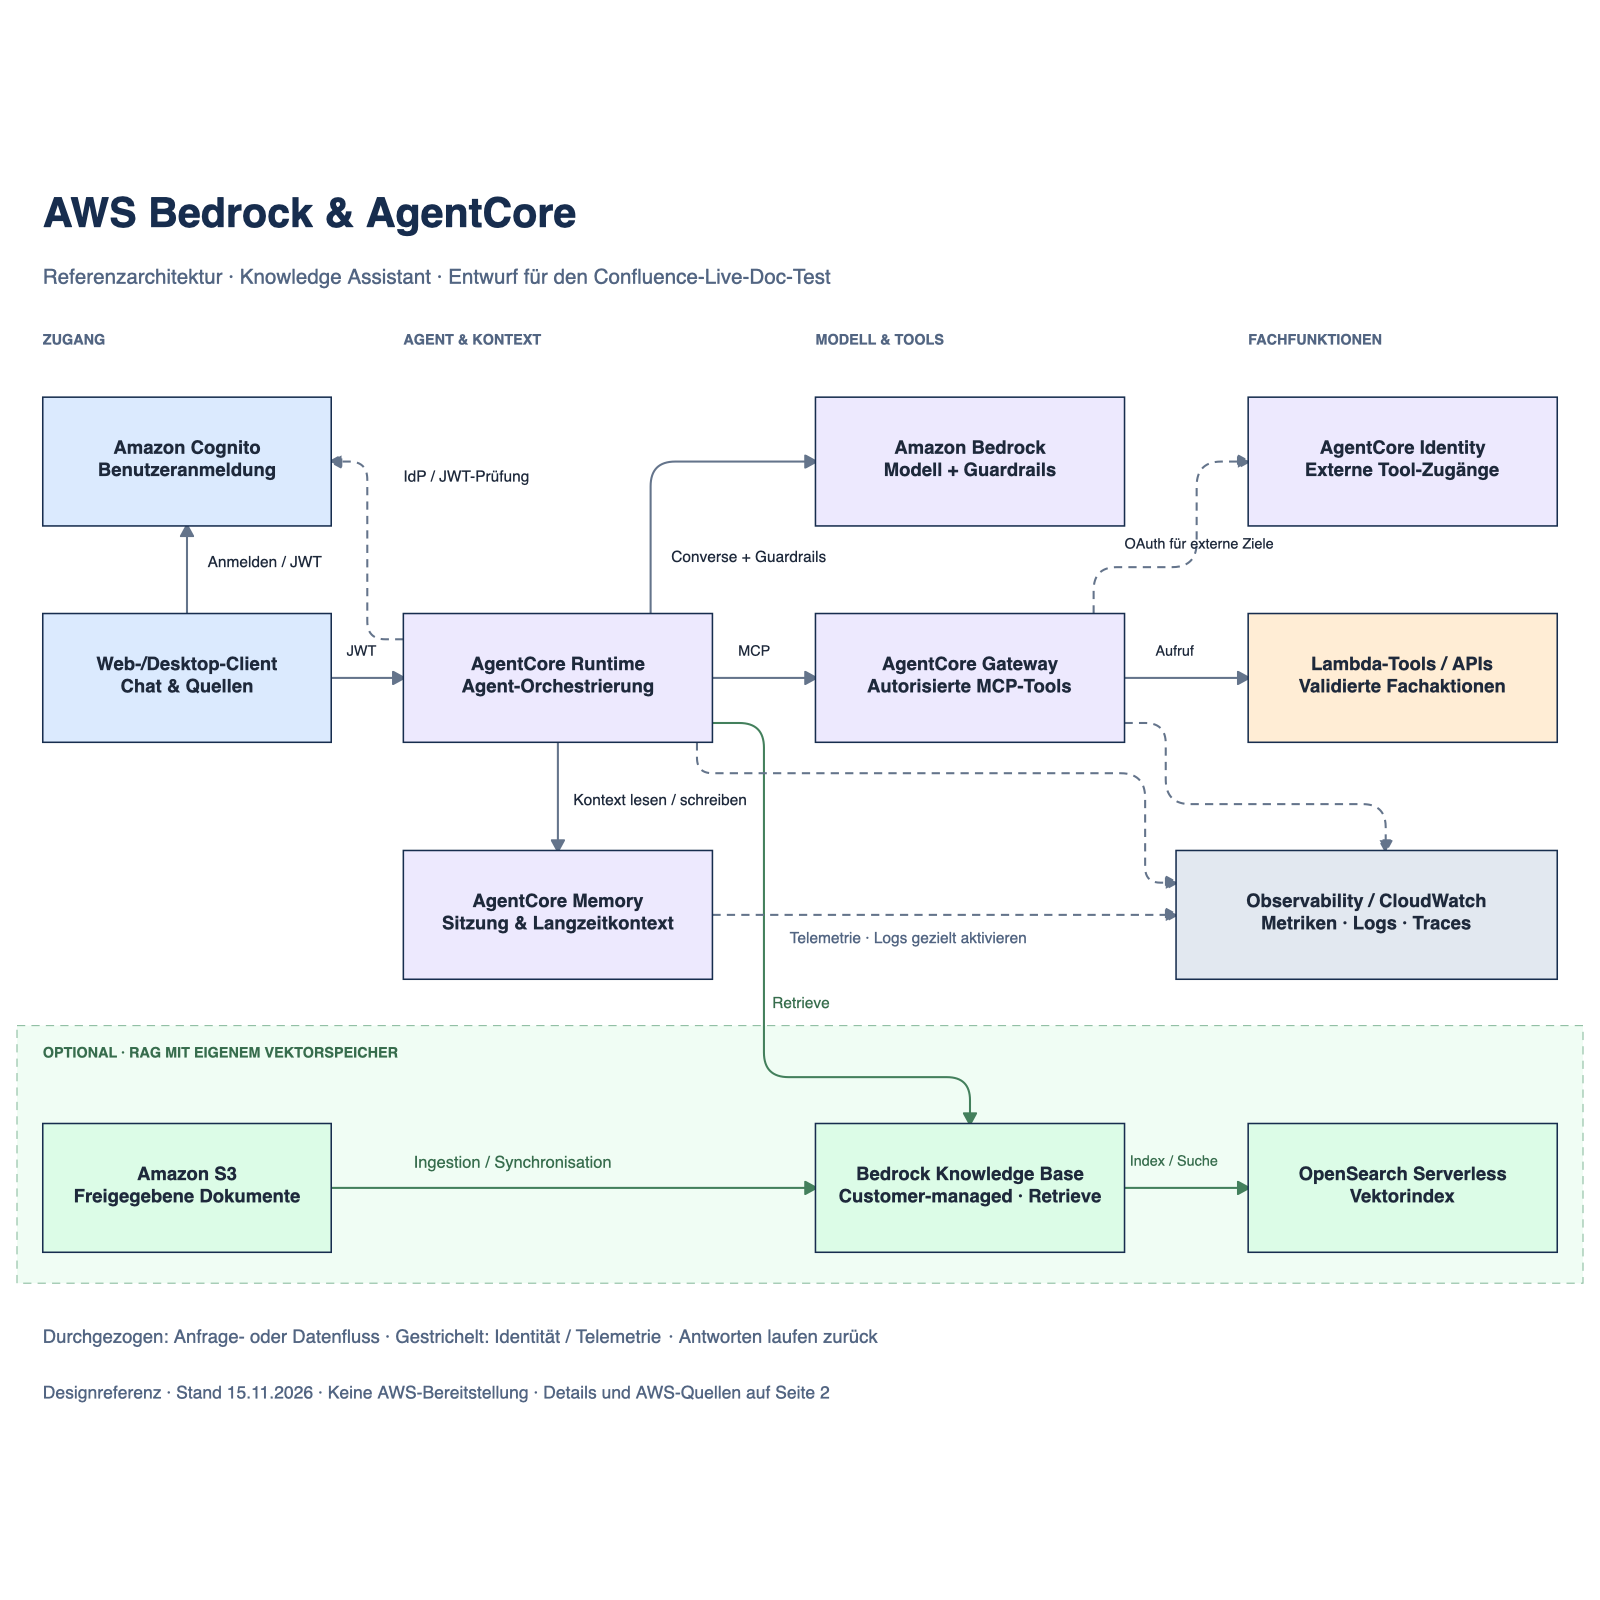 AWS Bedrock & AgentCore
Referenzarchitektur · Knowledge Assistant · Entwurf für den Confluence-Live-Doc-Test
ZUGANG
AGENT & KONTEXT
MODELL & TOOLS
FACHFUNKTIONEN
Amazon Cognito
Benutzeranmeldung
IdP / JWT-Prüfung
Amazon Bedrock
Modell + Guardrails
AgentCore Identity
Externe Tool-Zugänge
Anmelden / JWT
Converse + Guardrails
OAuth für externe Ziele
Web-/Desktop-Client
Chat & Quellen
JWT
AgentCore Runtime
Agent-Orchestrierung
MCP
AgentCore Gateway
Autorisierte MCP-Tools
Aufruf
Lambda-Tools / APIs
Validierte Fachaktionen
Kontext lesen / schreiben
AgentCore Memory
Sitzung & Langzeitkontext
Telemetrie · Logs gezielt aktivieren
Observability / CloudWatch
Metriken · Logs · Traces
Retrieve
OPTIONAL · RAG MIT EIGENEM VEKTORSPEICHER
Amazon S3
Freigegebene Dokumente
Ingestion / Synchronisation
Bedrock Knowledge Base
Customer-managed · Retrieve
Index / Suche
OpenSearch Serverless
Vektorindex
Durchgezogen: Anfrage- oder Datenfluss · Gestrichelt: Identität / Telemetrie · Antworten laufen zurück
Designreferenz · Stand 15.11.2026 · Keine AWS-Bereitstellung · Details und AWS-Quellen auf Seite 2